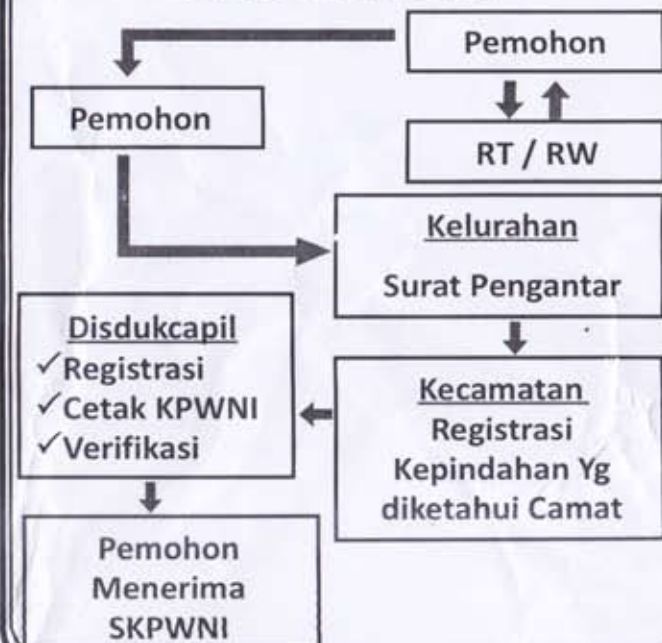 Pemohon
RT / RW
Pemohon
Kelurahan
Surat Pengantar
Kecamatan
Registrasi
Kepindahan Yg
diketahui Camat
Disdukcapil
✓Registrasi
✓Cetak KPWNI
✓Verifikasi
Pemohon
Menerima
SKPWNI